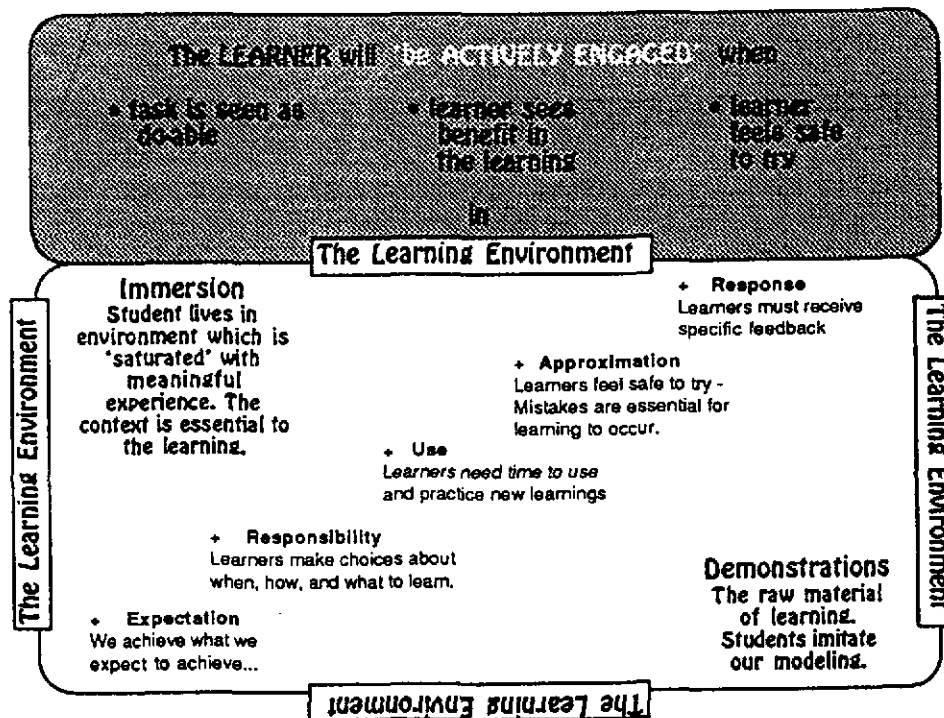 The LEARNER will "be ACTIVELY ENGAGED" when
• task is seen as
do-able
• learner sees
benefit in
the learning
• learner
feels safe
to try
in
The Learning Environment
The Learning Environment
Immersion
Student lives in
environment which is
"saturated" with
meaningful
experience. The
context is essential to
the learning.
+ Response
Learners must receive
specific feedback
+ Approximation
Learners feel safe to try -
Mistakes are essential for
learning to occur.
+ Use
Learners need time to use
and practice new learnings
+ Responsibility
Learners make choices about
when, how, and what to learn.
+ Expectation
We achieve what we
expect to achieve...
Demonstrations
The raw material
of learning.
Students imitate
our modeling.
The Learning Environment
The Learning Environment